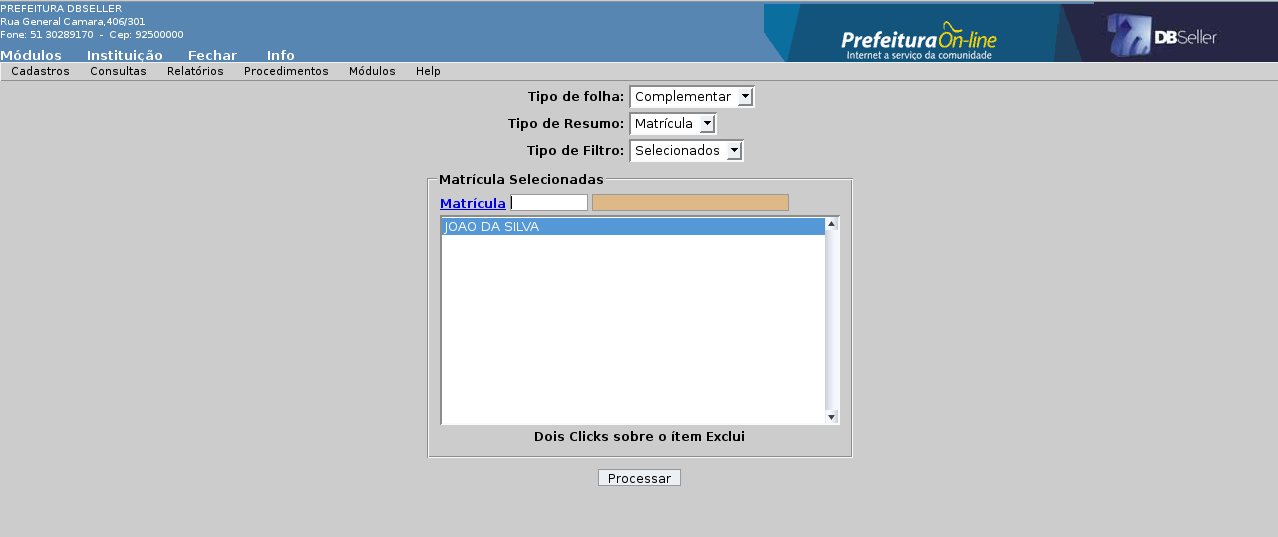 PREFEITURA DBSELLER
Rua General Camara,406/301
Fone: 51 30289170 - Cep: 92500000
Módulos Instituição Fechar Info
Prefeitura On-line
Internet a serviço da comunidade
DBSeller
Cadastros Consultas Relatórios Procedimentos Módulos Help
Tipo de folha: Complementar
Tipo de Resumo: Matrícula
Tipo de Filtro: Selecionados
Matrícula Selecionadas
Matrícula
JOAO DA SILVA
Dois Clicks sobre o ítem Exclui
Processar